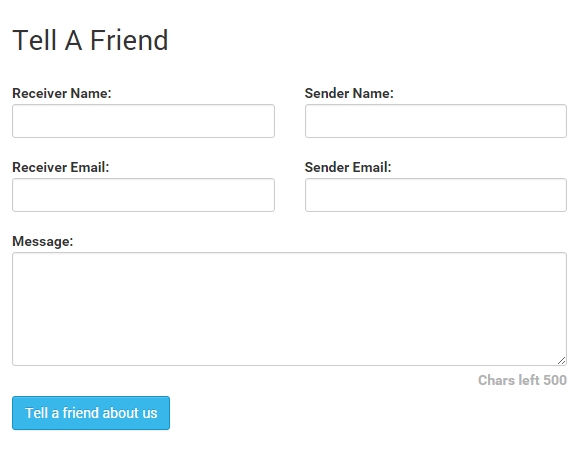 Tell A Friend
Receiver Name: Sender Name:
Receiver Email: Sender Email:
Message:
Chars left 500
Tell a friend about us